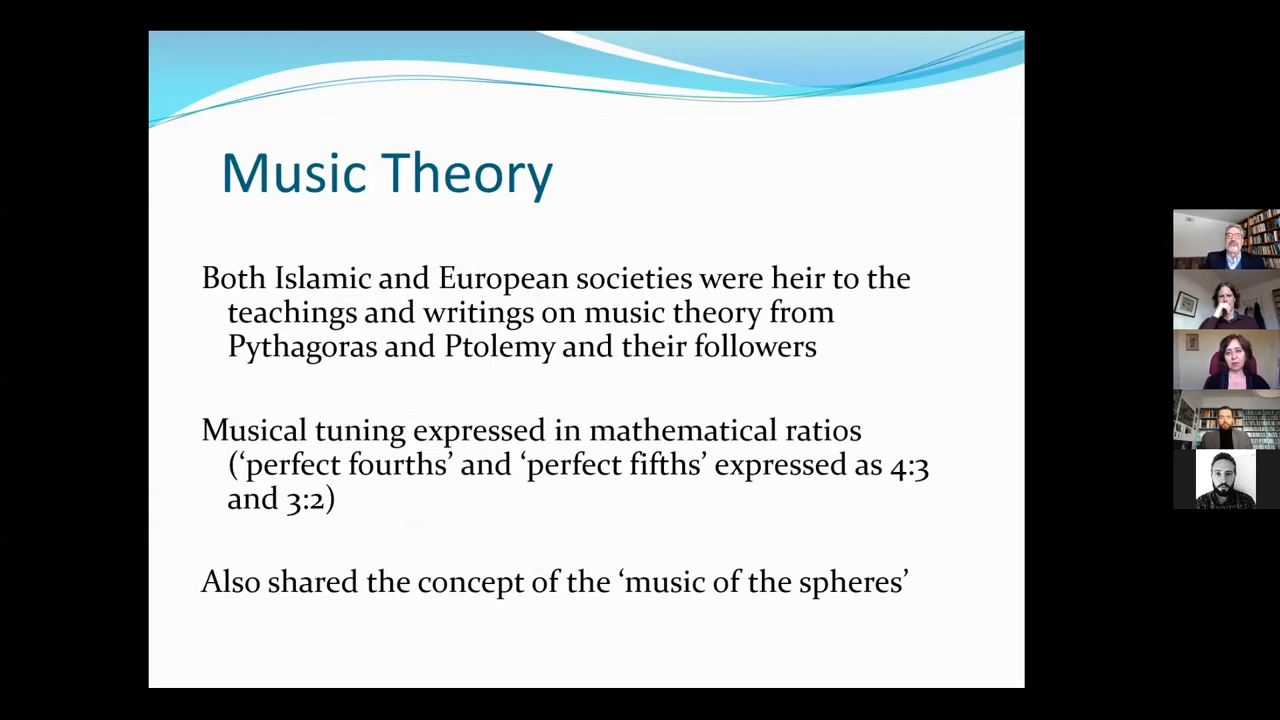 Music Theory
Both Islamic and European societies were heir to the
teachings and writings on music theory from
Pythagoras and Ptolemy and their followers
Musical tuning expressed in mathematical ratios
(‘perfect fourths’ and ‘perfect fifths’ expressed as 4:3
and 3:2)
Also shared the concept of the ‘music of the spheres’